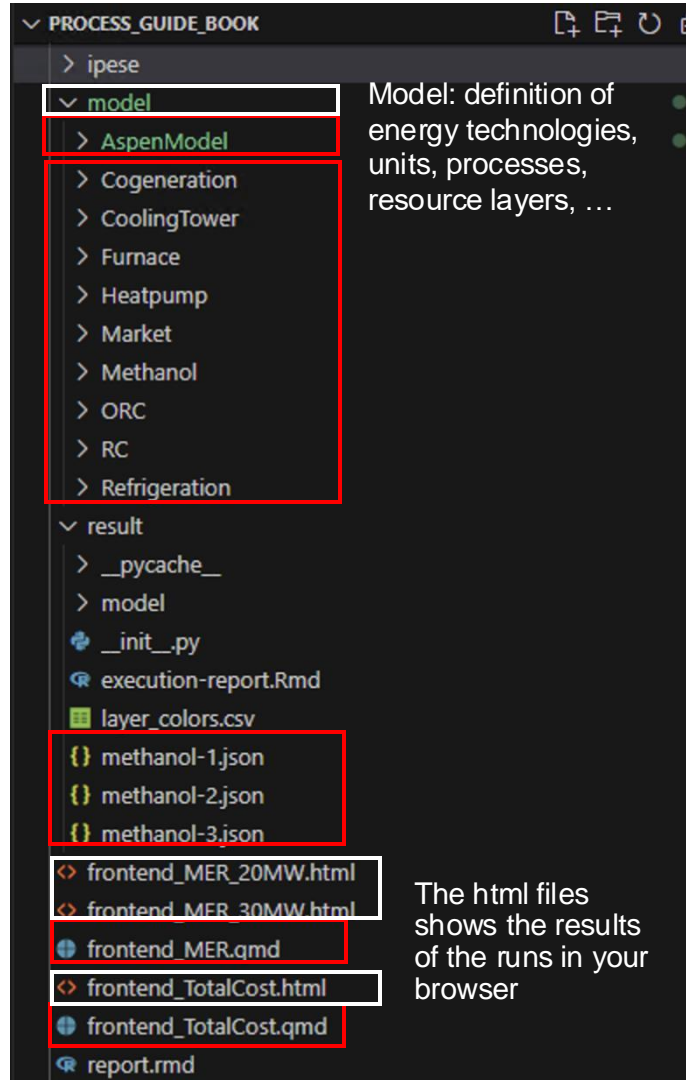 PROCESS_GUIDE_BOOK
ipese
model
Model: definition of
energy technologies,
units, processes,
resource layers, …
AspenModel
Cogeneration
CoolingTower
Furnace
Heatpump
Market
Methanol
ORC
RC
Refrigeration
result
__pycache__
model
__init__.py
execution-report.Rmd
layer_colors.csv
{} methanol-1.json
{} methanol-2.json
{} methanol-3.json
<> frontend_MER_20MW.html
<> frontend_MER_30MW.html
frontend_MER.qmd
<> frontend_TotalCost.html
frontend_TotalCost.qmd
report.rmd
The html files
shows the results
of the runs in your
browser